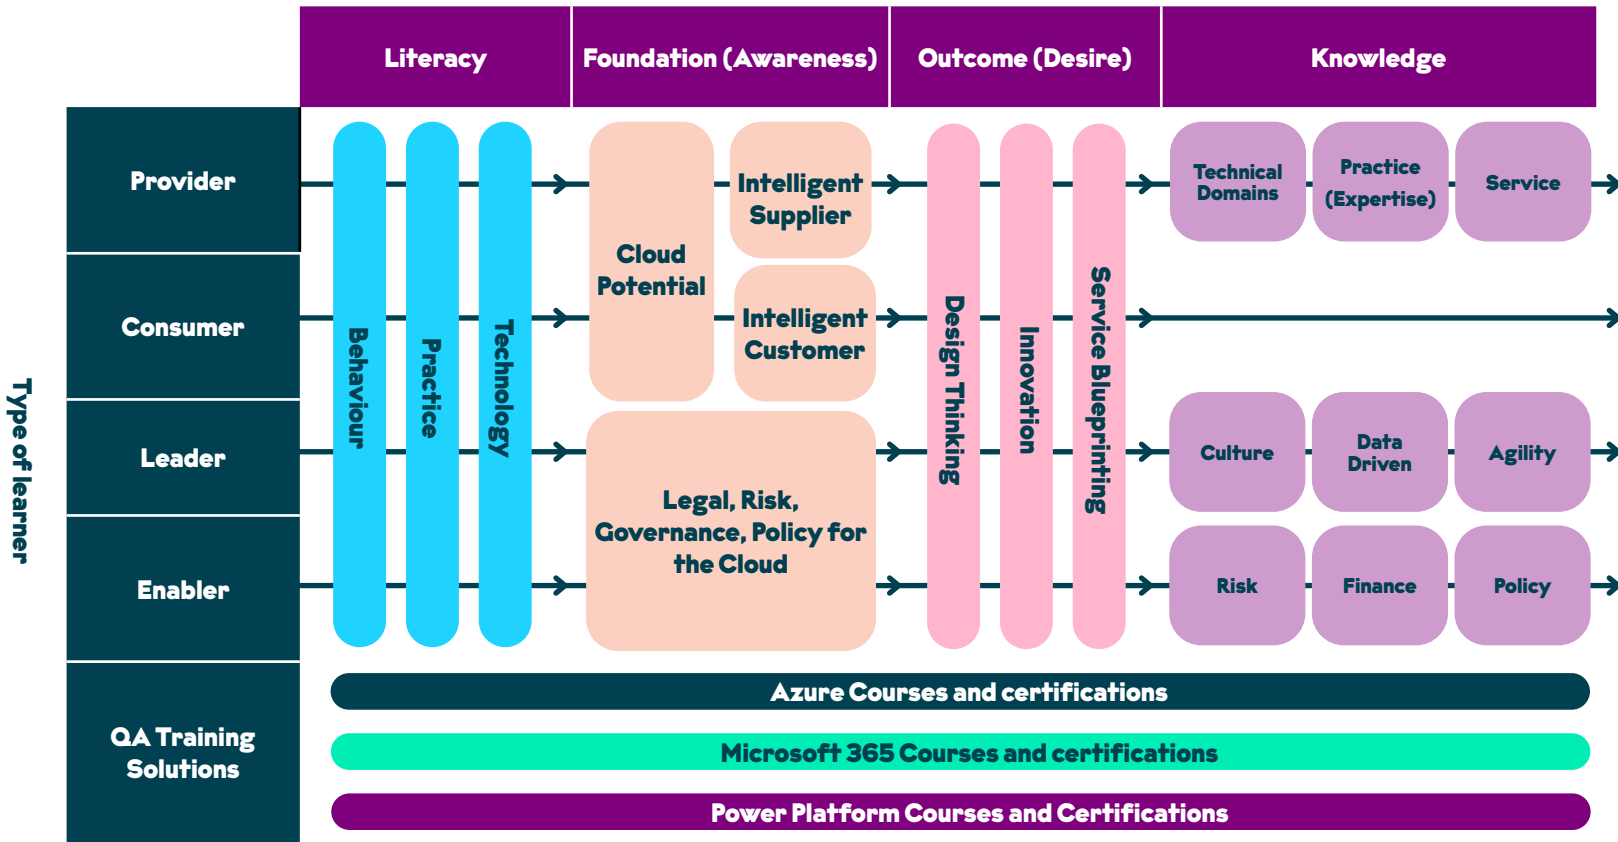 Literacy
Foundation (Awareness)
Outcome (Desire)
Knowledge
Type of learner
Provider
Consumer
Leader
Enabler
QA Training
Solutions
Behaviour
Practice
Technology
Cloud
Potential
Intelligent
Supplier
Intelligent
Customer
Legal, Risk,
Governance, Policy for
the Cloud
Design Thinking
Innovation
Service Blueprinting
Technical
Domains
Practice
(Expertise)
Service
Culture
Data
Driven
Agility
Risk
Finance
Policy
Azure Courses and certifications
Microsoft 365 Courses and certifications
Power Platform Courses and Certifications